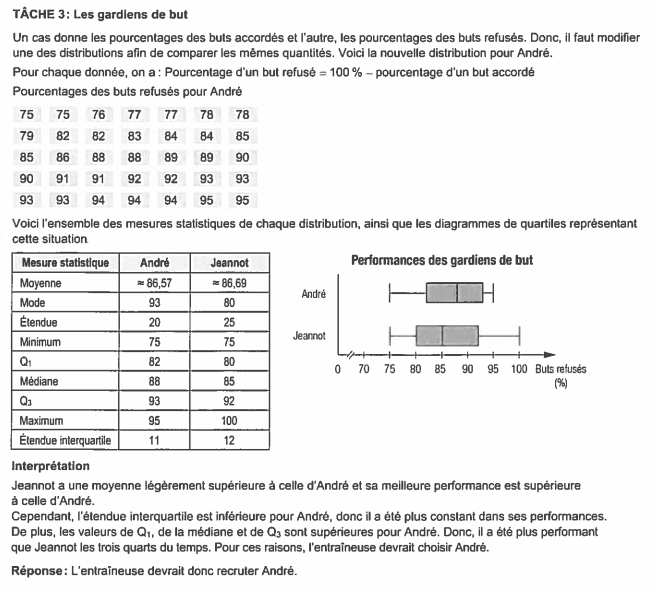 TÂCHE 3 : Les gardiens de but
Un cas donne les pourcentages des buts accordés et l'autre, les pourcentages des buts refusés. Donc, il faut modifier
une des distributions afin de comparer les mêmes quantités. Voici la nouvelle distribution pour André.
Pour chaque donnée, on a : Pourcentage d'un but refusé = 100 % – pourcentage d'un but accordé
Pourcentages des buts refusés pour André
75 75 76 77 77 78 78
79 82 82 83 84 84 85
85 86 88 88 89 89 90
90 91 91 92 92 93 93
93 93 94 94 94 95 95
Voici l'ensemble des mesures statistiques de chaque distribution, ainsi que les diagrammes de quartiles représentant
cette situation
Mesure statistique André Jeannot
Moyenne ≈ 86,57 ≈ 86,69
Mode 93 80
Étendue 20 25
Minimum 75 75
Q1 82 80
Médiane 88 85
Q3 93 92
Maximum 95 100
Étendue interquartile 11 12
Performances des gardiens de but
André
Jeannot
0 70 75 80 85 90 95 100 Buts refusés
(%)
Interprétation
Jeannot a une moyenne légèrement supérieure à celle d'André et sa meilleure performance est supérieure
à celle d'André.
Cependant, l'étendue interquartile est inférieure pour André, donc il a été plus constant dans ses performances.
De plus, les valeurs de Q1, de la médiane et de Q3 sont supérieures pour André. Donc, il a été plus performant
que Jeannot les trois quarts du temps. Pour ces raisons, l'entraîneuse devrait choisir André.
Réponse : L'entraîneuse devrait donc recruter André.